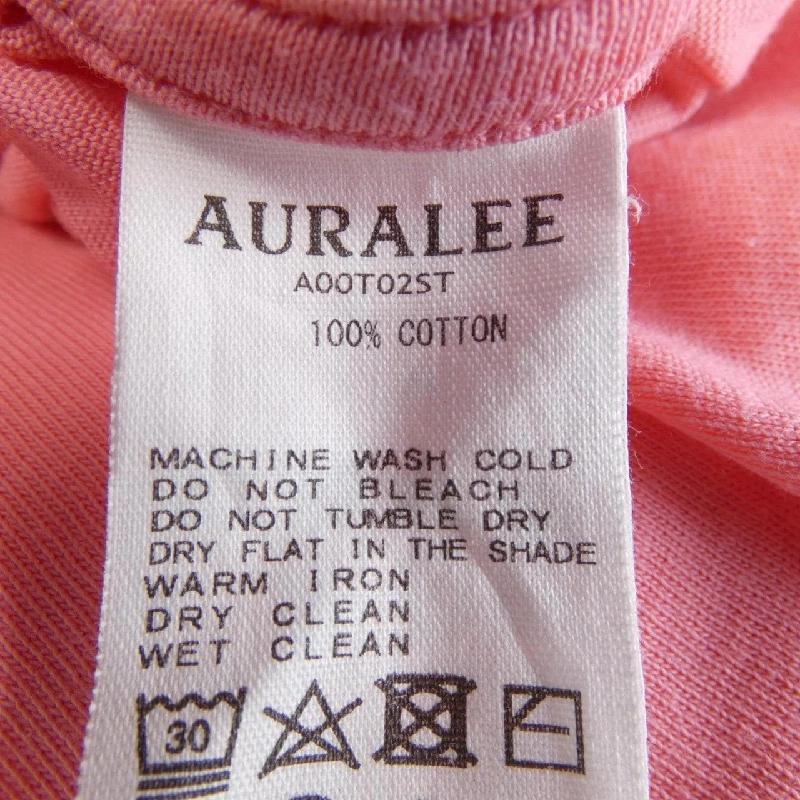 AURALEE
A00T02ST
100% COTTON
MACHINE WASH COLD
DO NOT BLEACH
DO NOT TUMBLE DRY
DRY FLAT IN THE SHADE
WARM IRON
DRY CLEAN
WET CLEAN
30